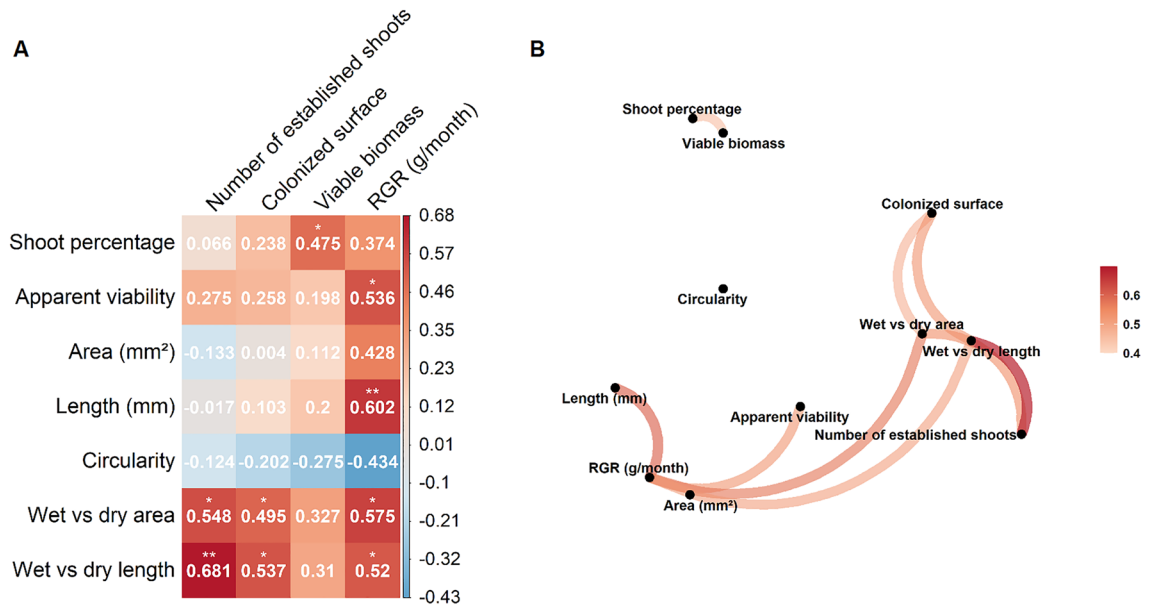 A
Number of established shoots
Colonized surface
Viable biomass
RGR (g/month)
Shoot percentage 0.066 0.238 * 0.475 0.374
Apparent viability 0.275 0.258 0.198 * 0.536
Area (mm²) -0.133 0.004 0.112 0.428
Length (mm) -0.017 0.103 0.2 ** 0.602
Circularity -0.124 -0.202 -0.275 -0.434
Wet vs dry area * 0.548 * 0.495 0.327 * 0.575
Wet vs dry length ** 0.681 * 0.537 0.31 * 0.52
0.68
0.57
0.46
0.35
0.23
0.12
0.01
-0.1
-0.21
-0.32
-0.43
B
Shoot percentage
Viable biomass
Colonized surface
Circularity
Wet vs dry area
Wet vs dry length
Length (mm)
Apparent viability
Number of established shoots
RGR (g/month)
Area (mm²)
0.6
0.5
0.4